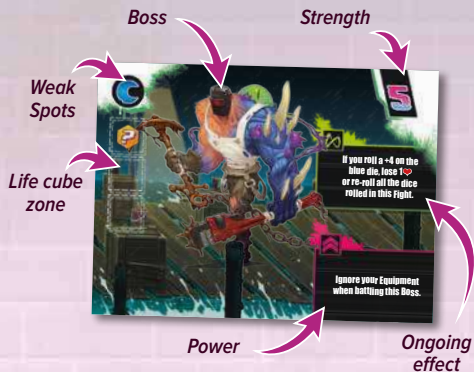 Boss
Strength
Weak
Spots
5
Life cube
zone
?
If you roll a +4 on the
blue die, lose 1❤
or re-roll all the dice
rolled in this Fight.
Ignore your Equipment
when battling this Boss.
Power
Ongoing
effect